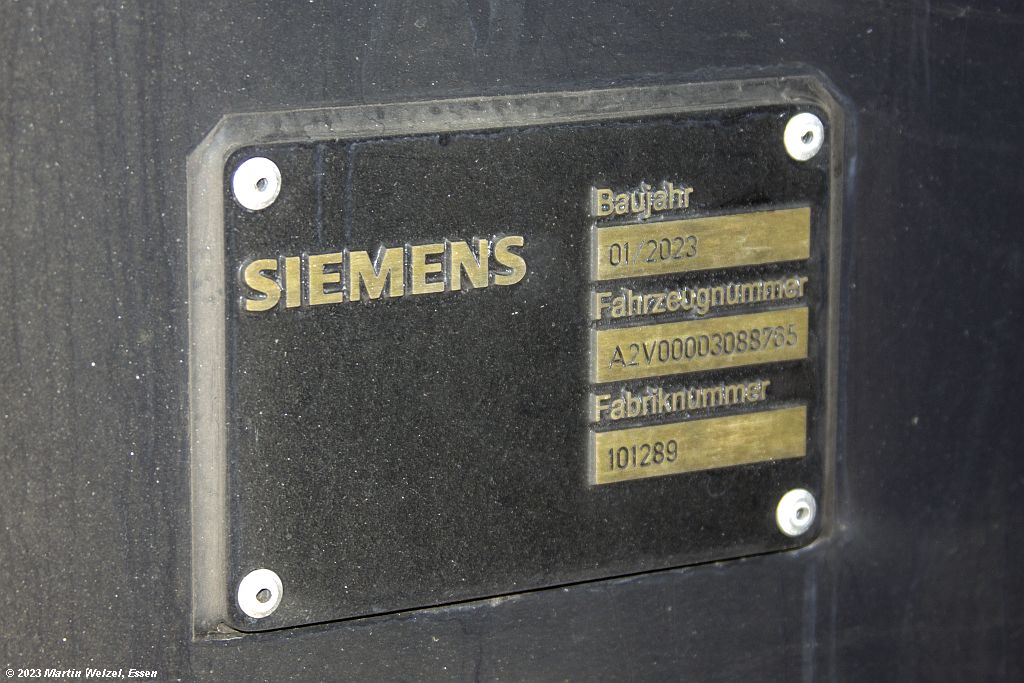 SIEMENS
Baujahr
01/2023
Fahrzeugnummer
A2V00003088765
Fabriknummer
101289
© 2023 Martin Welzel, Essen